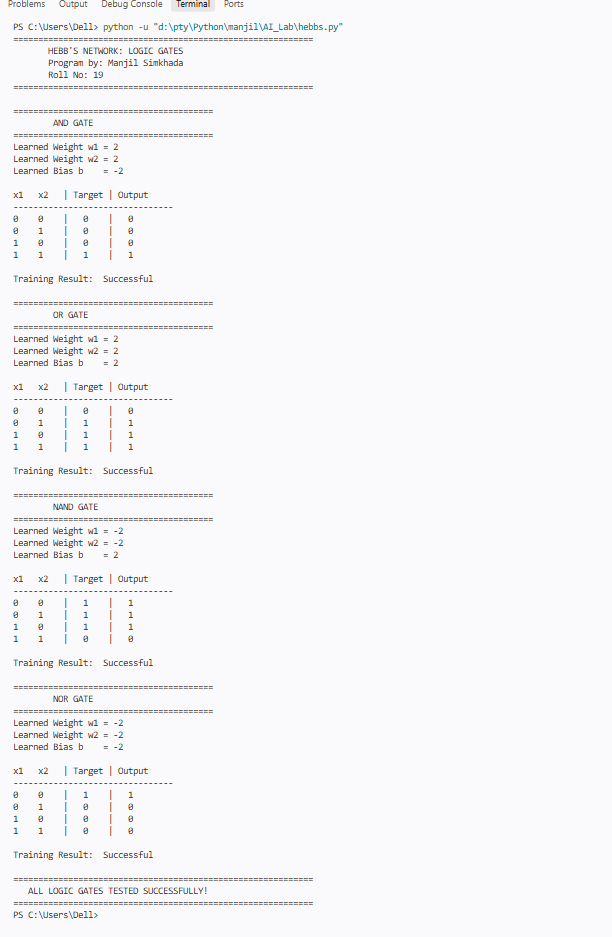 Problems Output Debug Console Terminal Ports
PS C:\Users\Dell> python -u "d:\pty\Python\manjil\AI_Lab\hebbs.py"
============================================================
HEBB'S NETWORK: LOGIC GATES
Program by: Manjil Simkhada
Roll No: 19
============================================================
========================================
AND GATE
========================================
Learned Weight w1 = 2
Learned Weight w2 = 2
Learned Bias b    = -2
x1   x2   | Target | Output
--------------------------------
0    0    |   0    |   0
0    1    |   0    |   0
1    0    |   0    |   0
1    1    |   1    |   1
Training Result:  Successful
========================================
OR GATE
========================================
Learned Weight w1 = 2
Learned Weight w2 = 2
Learned Bias b    = 2
x1   x2   | Target | Output
--------------------------------
0    0    |   0    |   0
0    1    |   1    |   1
1    0    |   1    |   1
1    1    |   1    |   1
Training Result:  Successful
========================================
NAND GATE
========================================
Learned Weight w1 = -2
Learned Weight w2 = -2
Learned Bias b    = 2
x1   x2   | Target | Output
--------------------------------
0    0    |   1    |   1
0    1    |   1    |   1
1    0    |   1    |   1
1    1    |   0    |   0
Training Result:  Successful
========================================
NOR GATE
========================================
Learned Weight w1 = -2
Learned Weight w2 = -2
Learned Bias b    = -2
x1   x2   | Target | Output
--------------------------------
0    0    |   1    |   1
0    1    |   0    |   0
1    0    |   0    |   0
1    1    |   0    |   0
Training Result:  Successful
============================================================
ALL LOGIC GATES TESTED SUCCESSFULLY!
============================================================
PS C:\Users\Dell>